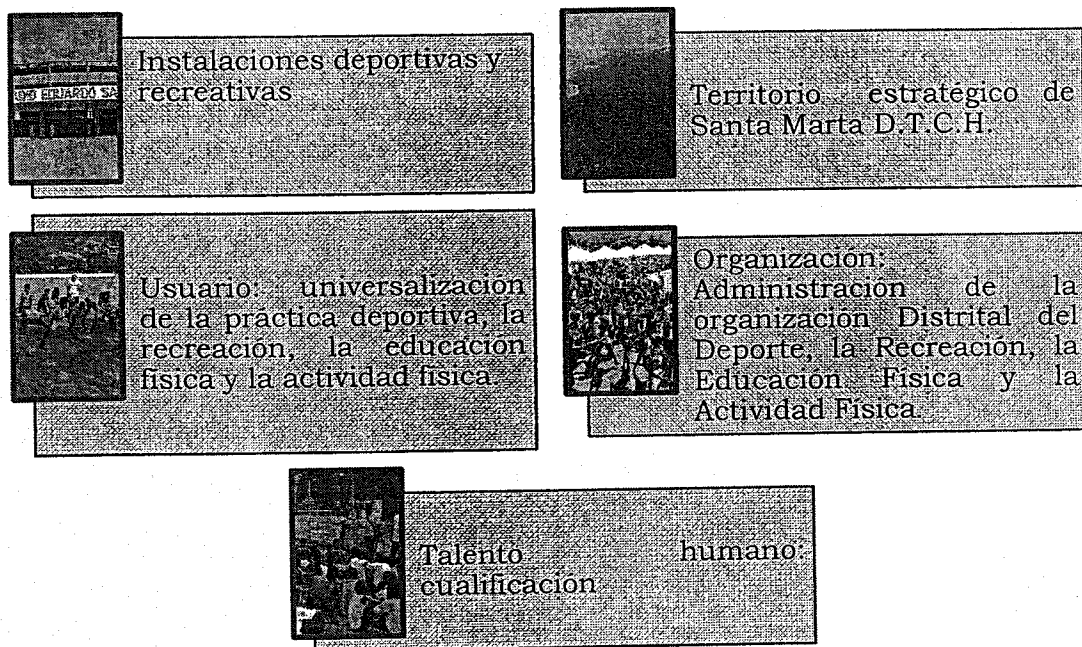 Instalaciones deportivas y
recreativas
EDUARDO SA
Territorio estratégico de
Santa Marta D.T.C.H.
Usuario: universalización
de la práctica deportiva, la
recreación, la educación
física y la actividad física.
Organización:
Administración de la
organización Distrital del
Deporte, la Recreación, la
Educación Física y la
Actividad Física.
Talento humano:
cualificación